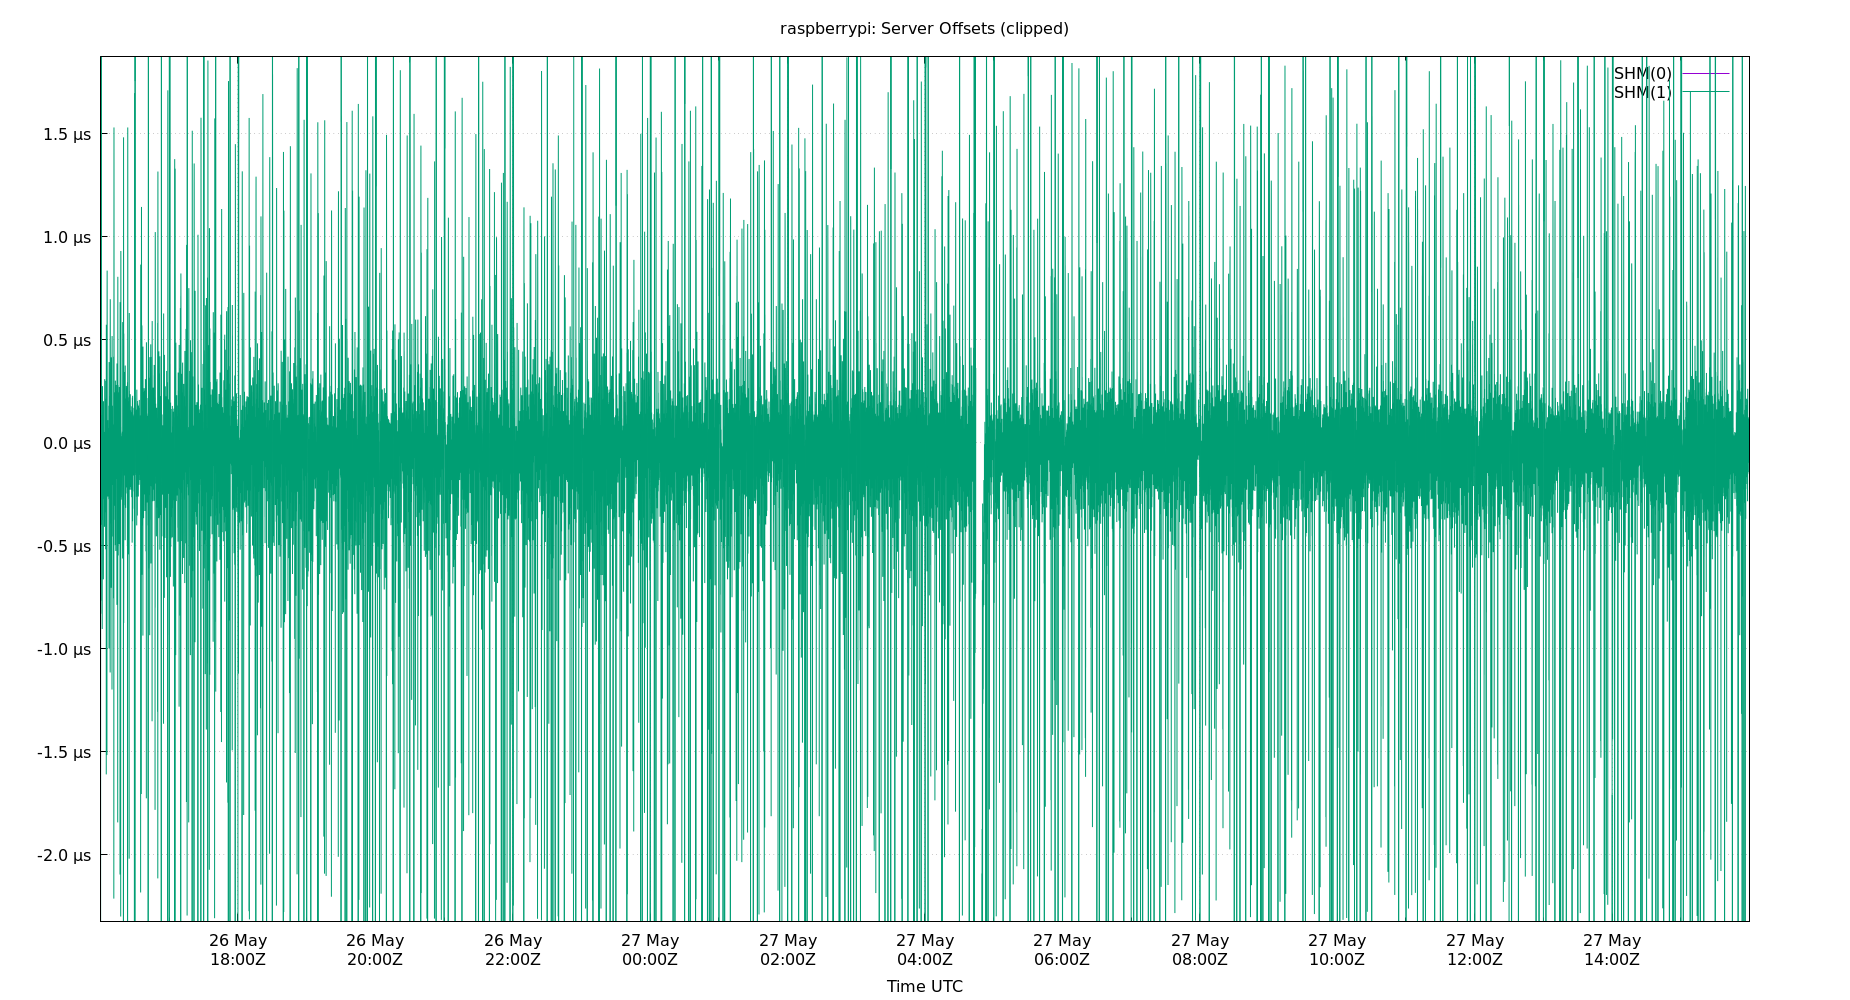 raspberrypi: Server Offsets (clipped)
SHM(0)
SHM(1)
1.5 µs
1.0 µs
0.5 µs
0.0 µs
-0.5 µs
-1.0 µs
-1.5 µs
-2.0 µs
26 May 26 May 26 May 27 May 27 May 27 May 27 May 27 May 27 May 27 May 27 May
18:00Z 20:00Z 22:00Z 00:00Z 02:00Z 04:00Z 06:00Z 08:00Z 10:00Z 12:00Z 14:00Z
Time UTC